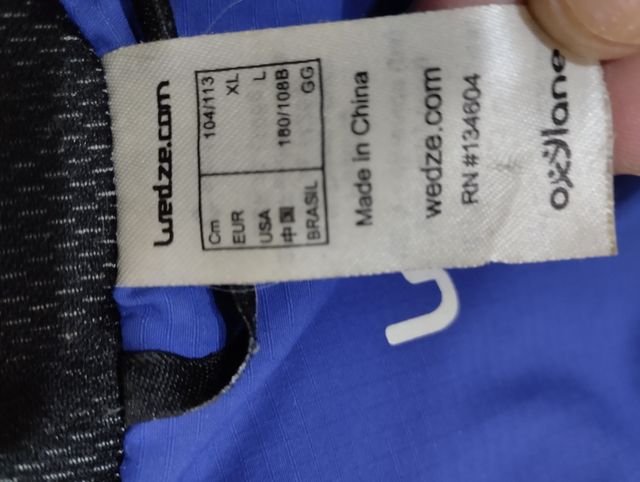 wedze.com
Cm 104/113
EUR XL
USA L
中国 180/108B
BRASIL GG
Made in China
wedze.com
RN #134604
oxylane